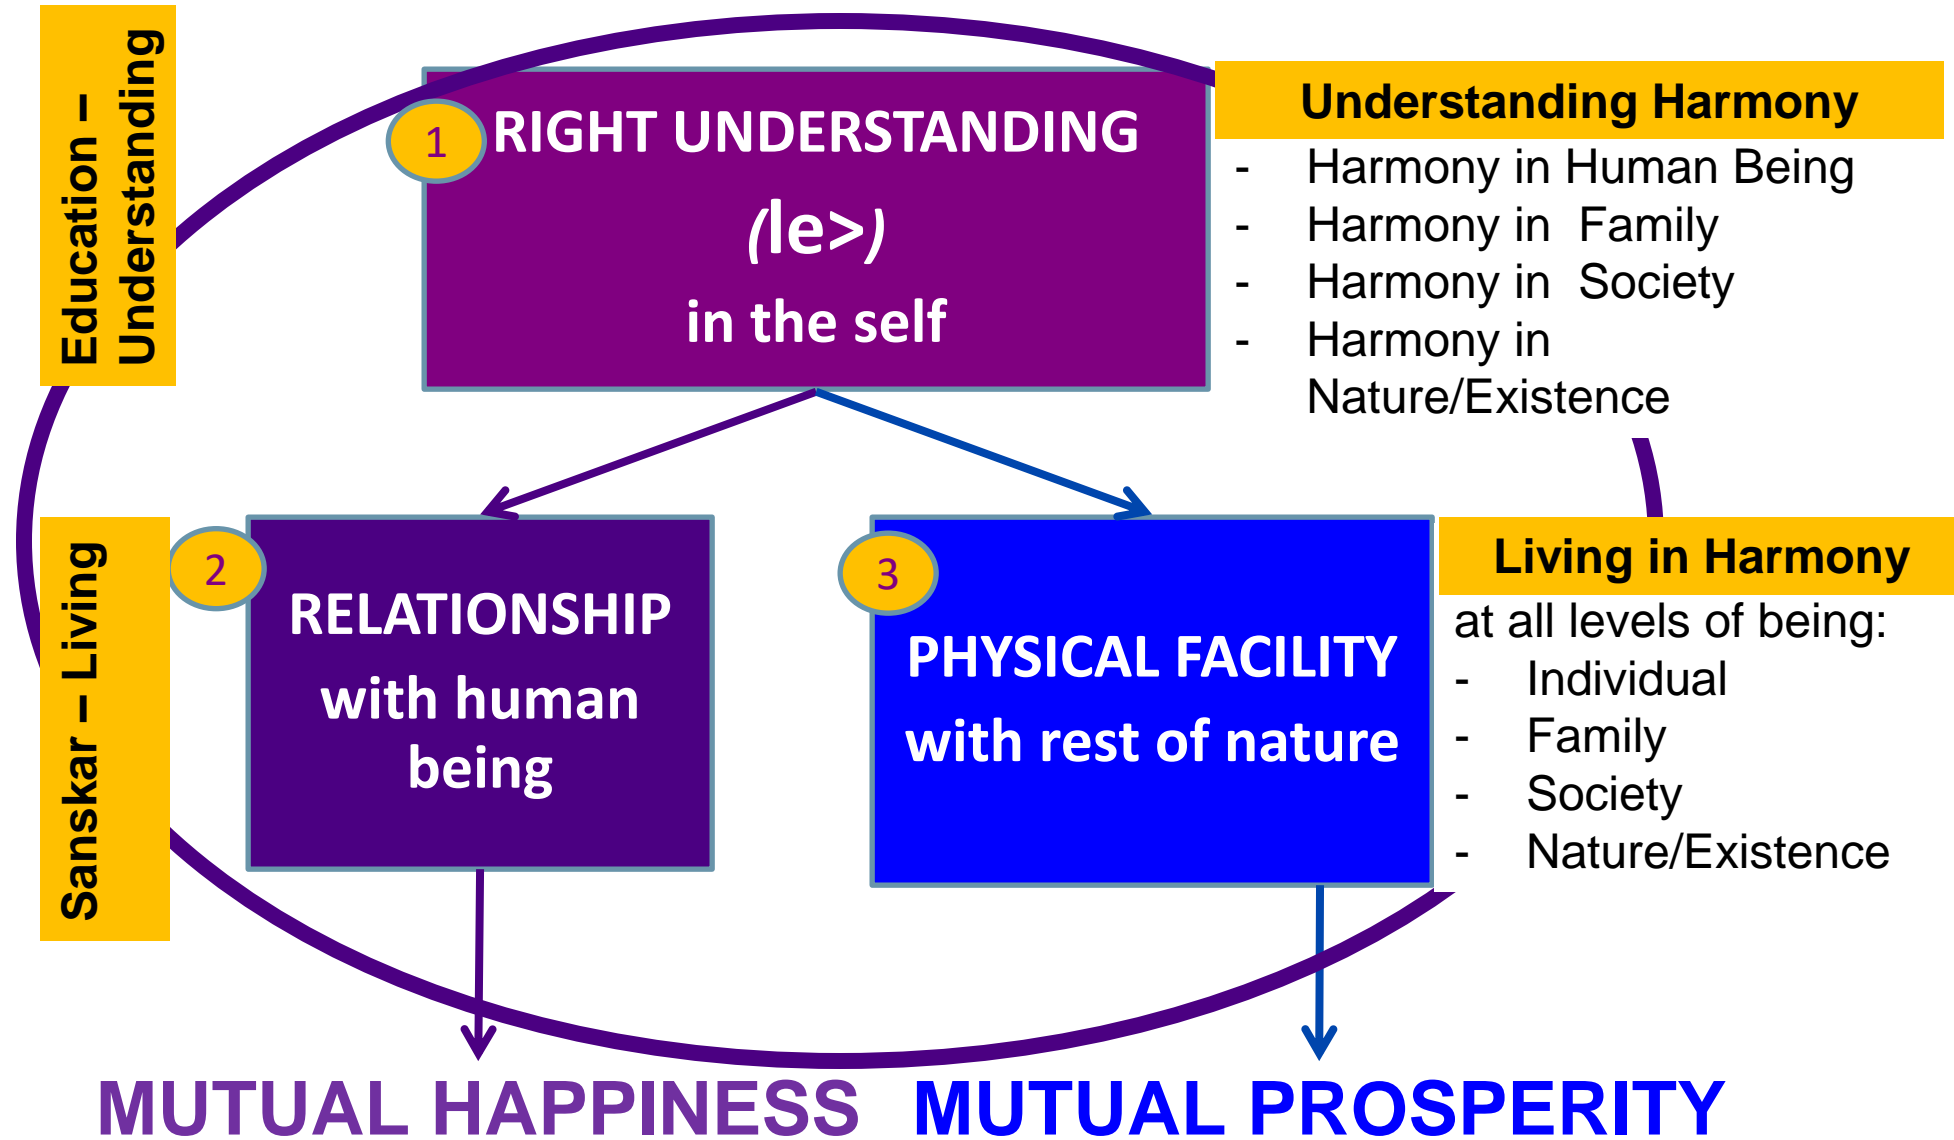 Education –
Understanding
1
RIGHT UNDERSTANDING
(le>)
in the self
Understanding Harmony
- Harmony in Human Being
- Harmony in Family
- Harmony in Society
- Harmony in
Nature/Existence
Sanskar – Living
2
RELATIONSHIP
with human
being
3
PHYSICAL FACILITY
with rest of nature
Living in Harmony
at all levels of being:
- Individual
- Family
- Society
- Nature/Existence
MUTUAL HAPPINESS
MUTUAL PROSPERITY